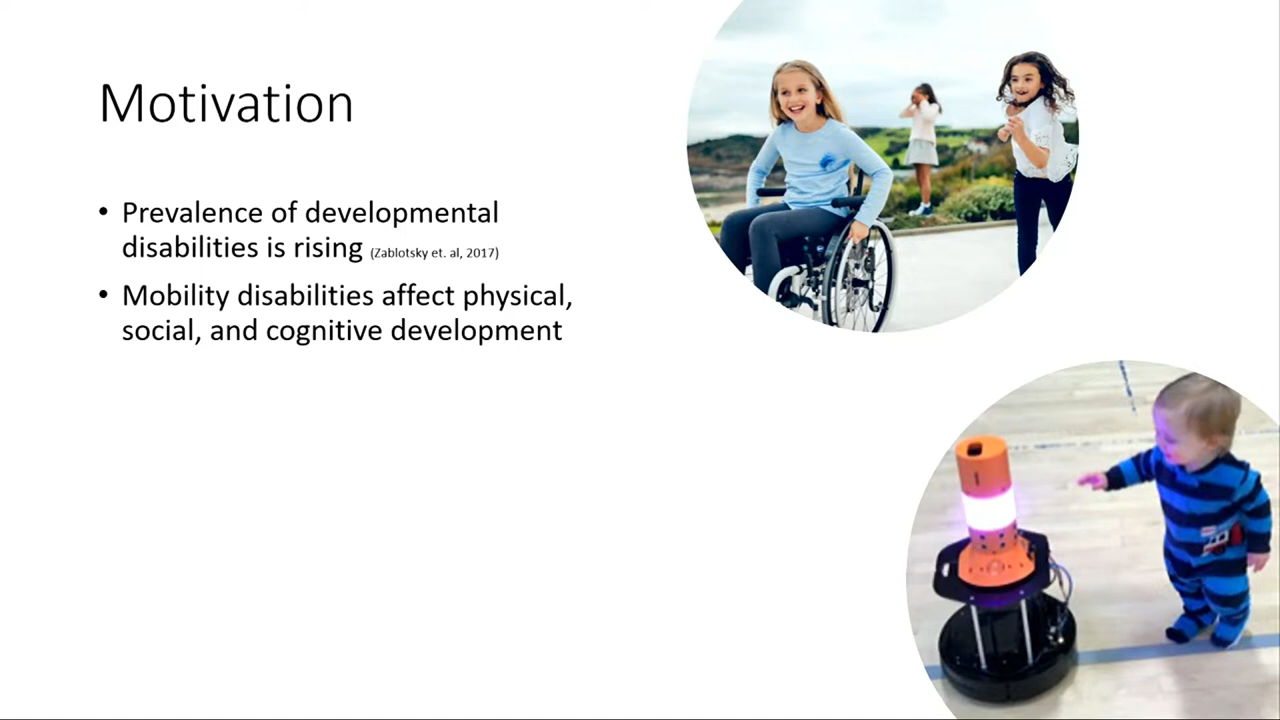 Motivation
• Prevalence of developmental
disabilities is rising (Zablotsky et. al, 2017)
• Mobility disabilities affect physical,
social, and cognitive development